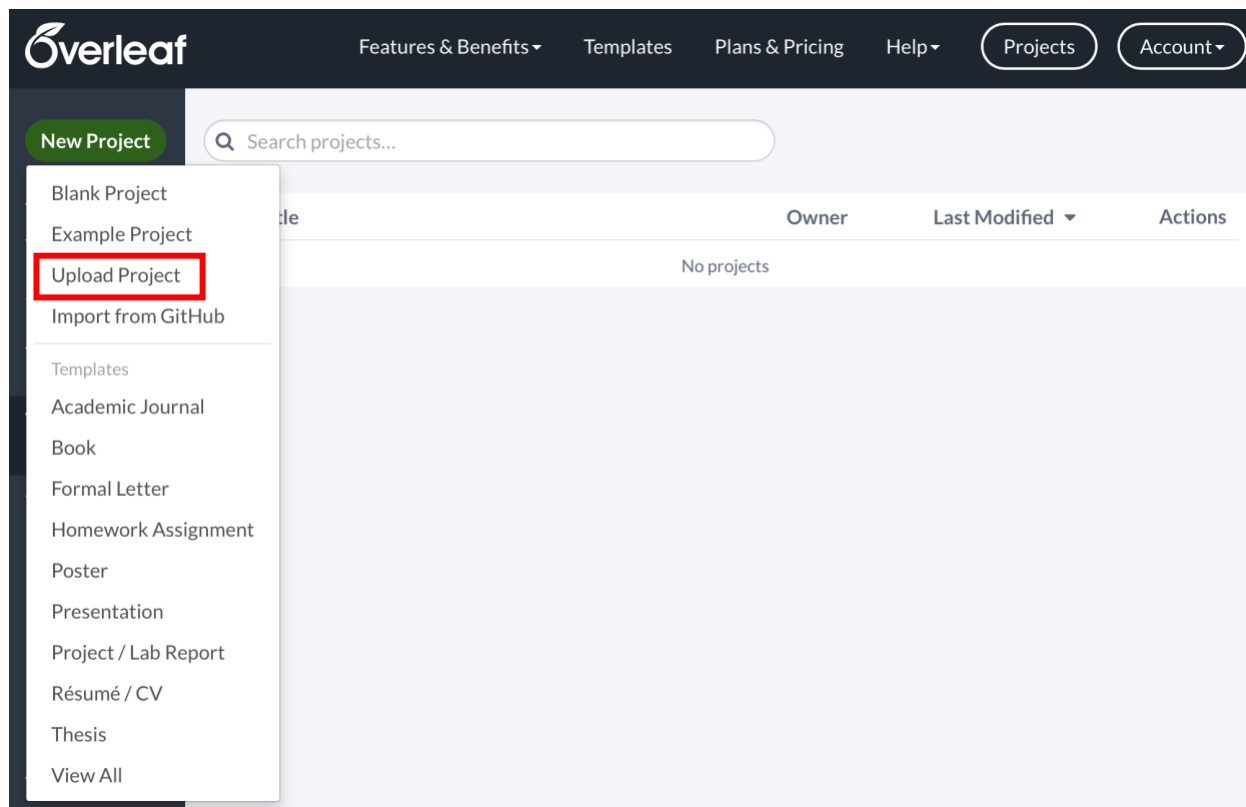 Overleaf Features & Benefits Templates Plans & Pricing Help Projects Account
New Project Search projects...
Blank Project
tle Owner Last Modified Actions
Example Project
No projects
Upload Project
Import from GitHub
Templates
Academic Journal
Book
Formal Letter
Homework Assignment
Poster
Presentation
Project / Lab Report
Résumé / CV
Thesis
View All